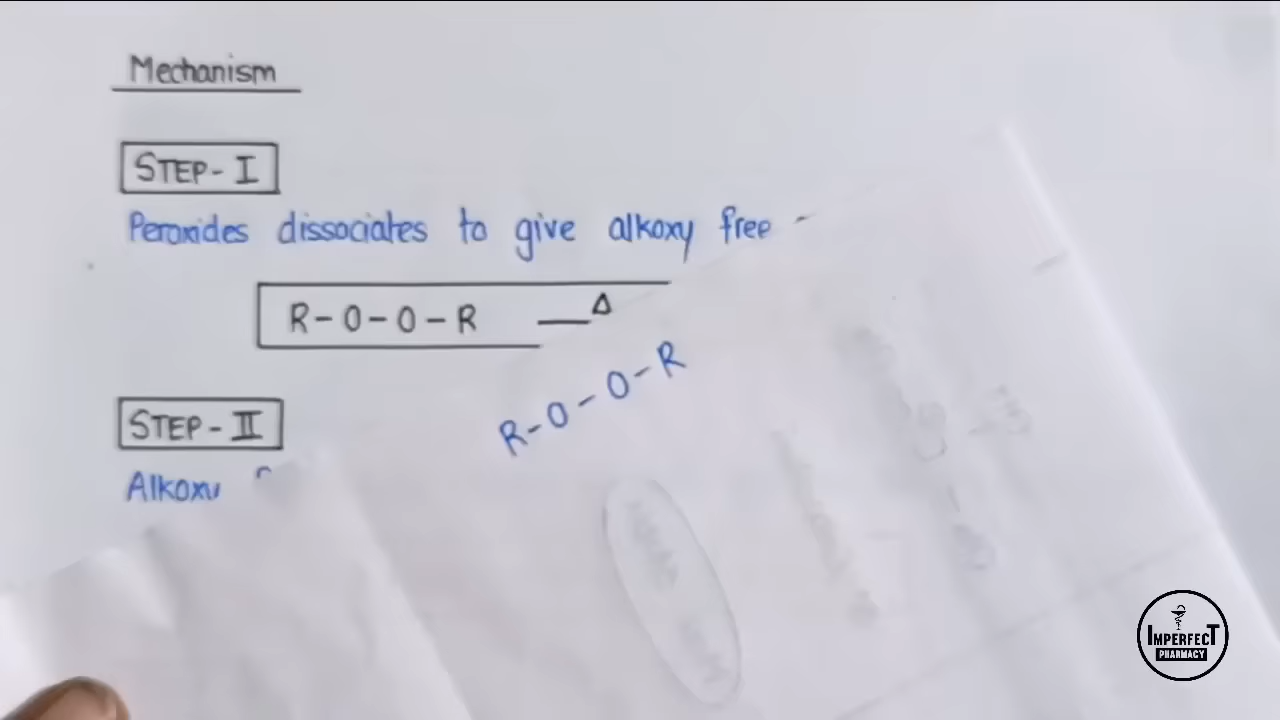 Mechanism
STEP - I
Peroxides dissociates to give alkoxy free
R - O - O - R Δ
R - O - O - R
STEP - II
Alkoxy
IMPERFECT
PHARMACY